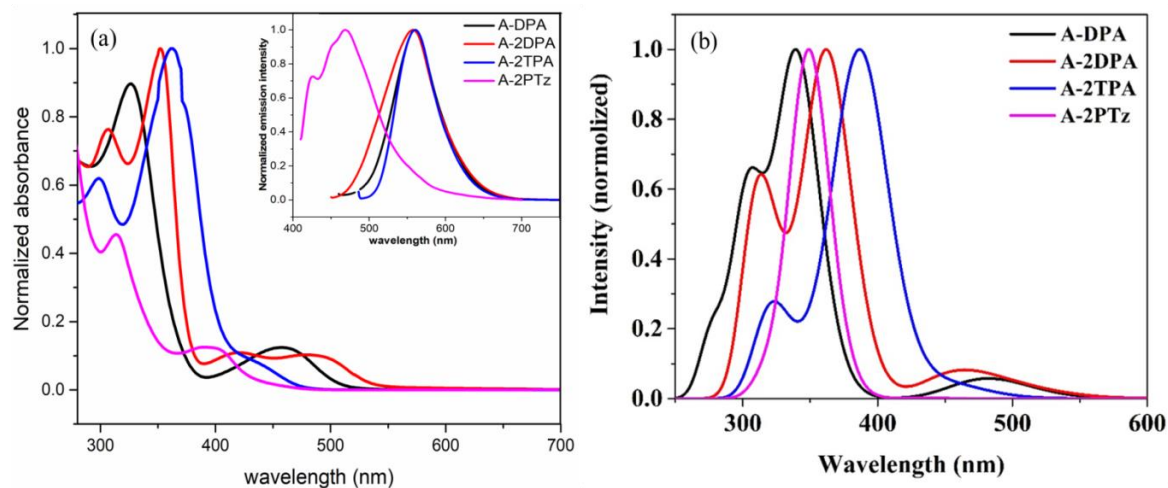 (a)
Normalized absorbance
1.0
0.8
0.6
0.4
0.2
0.0
300
400
500
600
700
wavelength (nm)
Normalized emission intensity
1.0
0.8
0.6
0.4
0.2
0.0
400
500
600
700
wavelength (nm)
A-DPA
A-2DPA
A-2TPA
A-2PTz
(b)
Intensity (normolized)
1.0
0.8
0.6
0.4
0.2
0.0
300
400
500
600
Wavelength (nm)
A-DPA
A-2DPA
A-2TPA
A-2PTz